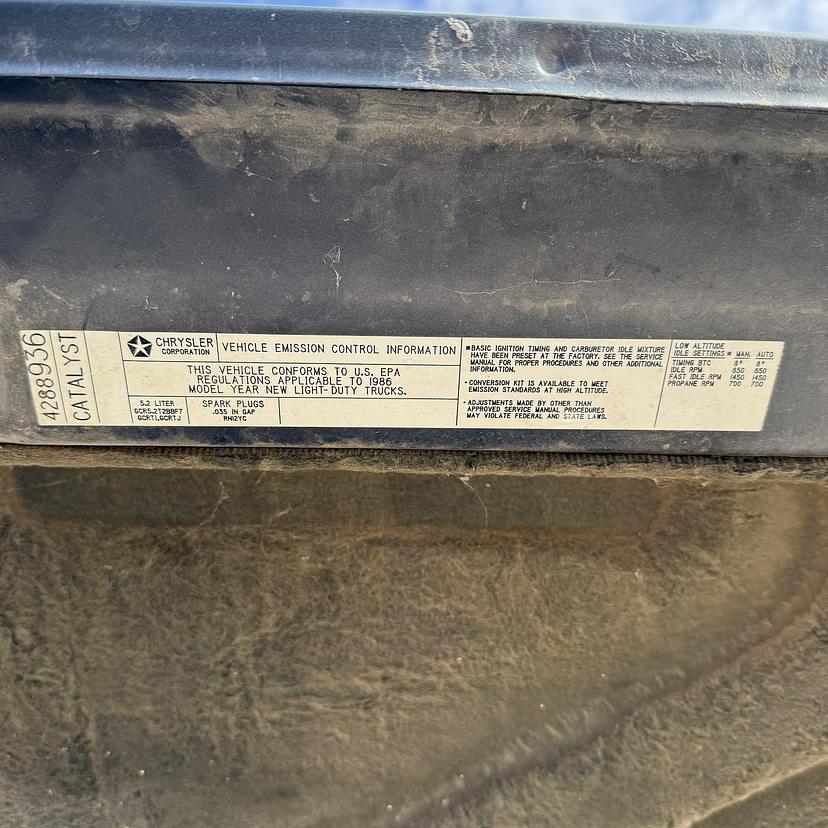 4288936
CATALYST
CHRYSLER
CORPORATION
VEHICLE EMISSION CONTROL INFORMATION
THIS VEHICLE CONFORMS TO U.S. EPA
REGULATIONS APPLICABLE TO 1986
MODEL YEAR NEW LIGHT-DUTY TRUCKS.
5.2 LITER
GCR5.2T2BBF7
GCRT1,GCRTJ
SPARK PLUGS
.035 IN GAP
RN12YC
*BASIC IGNITION TIMING AND CARBURETOR IDLE MIXTURE
HAVE BEEN PRESET AT THE FACTORY. SEE THE SERVICE
MANUAL FOR PROPER PROCEDURES AND OTHER ADDITIONAL
INFORMATION.
• CONVERSION KIT IS AVAILABLE TO MEET
EMISSION STANDARDS AT HIGH ALTITUDE.
• ADJUSTMENTS MADE BY OTHER THAN
APPROVED SERVICE MANUAL PROCEDURES
MAY VIOLATE FEDERAL AND STATE LAWS.
LOW ALTITUDE
IDLE SETTINGS * MAN. AUTO
TIMING BTC 8° 8°
IDLE RPM 650 650
FAST IDLE RPM 1450 1450
PROPANE RPM 700 700